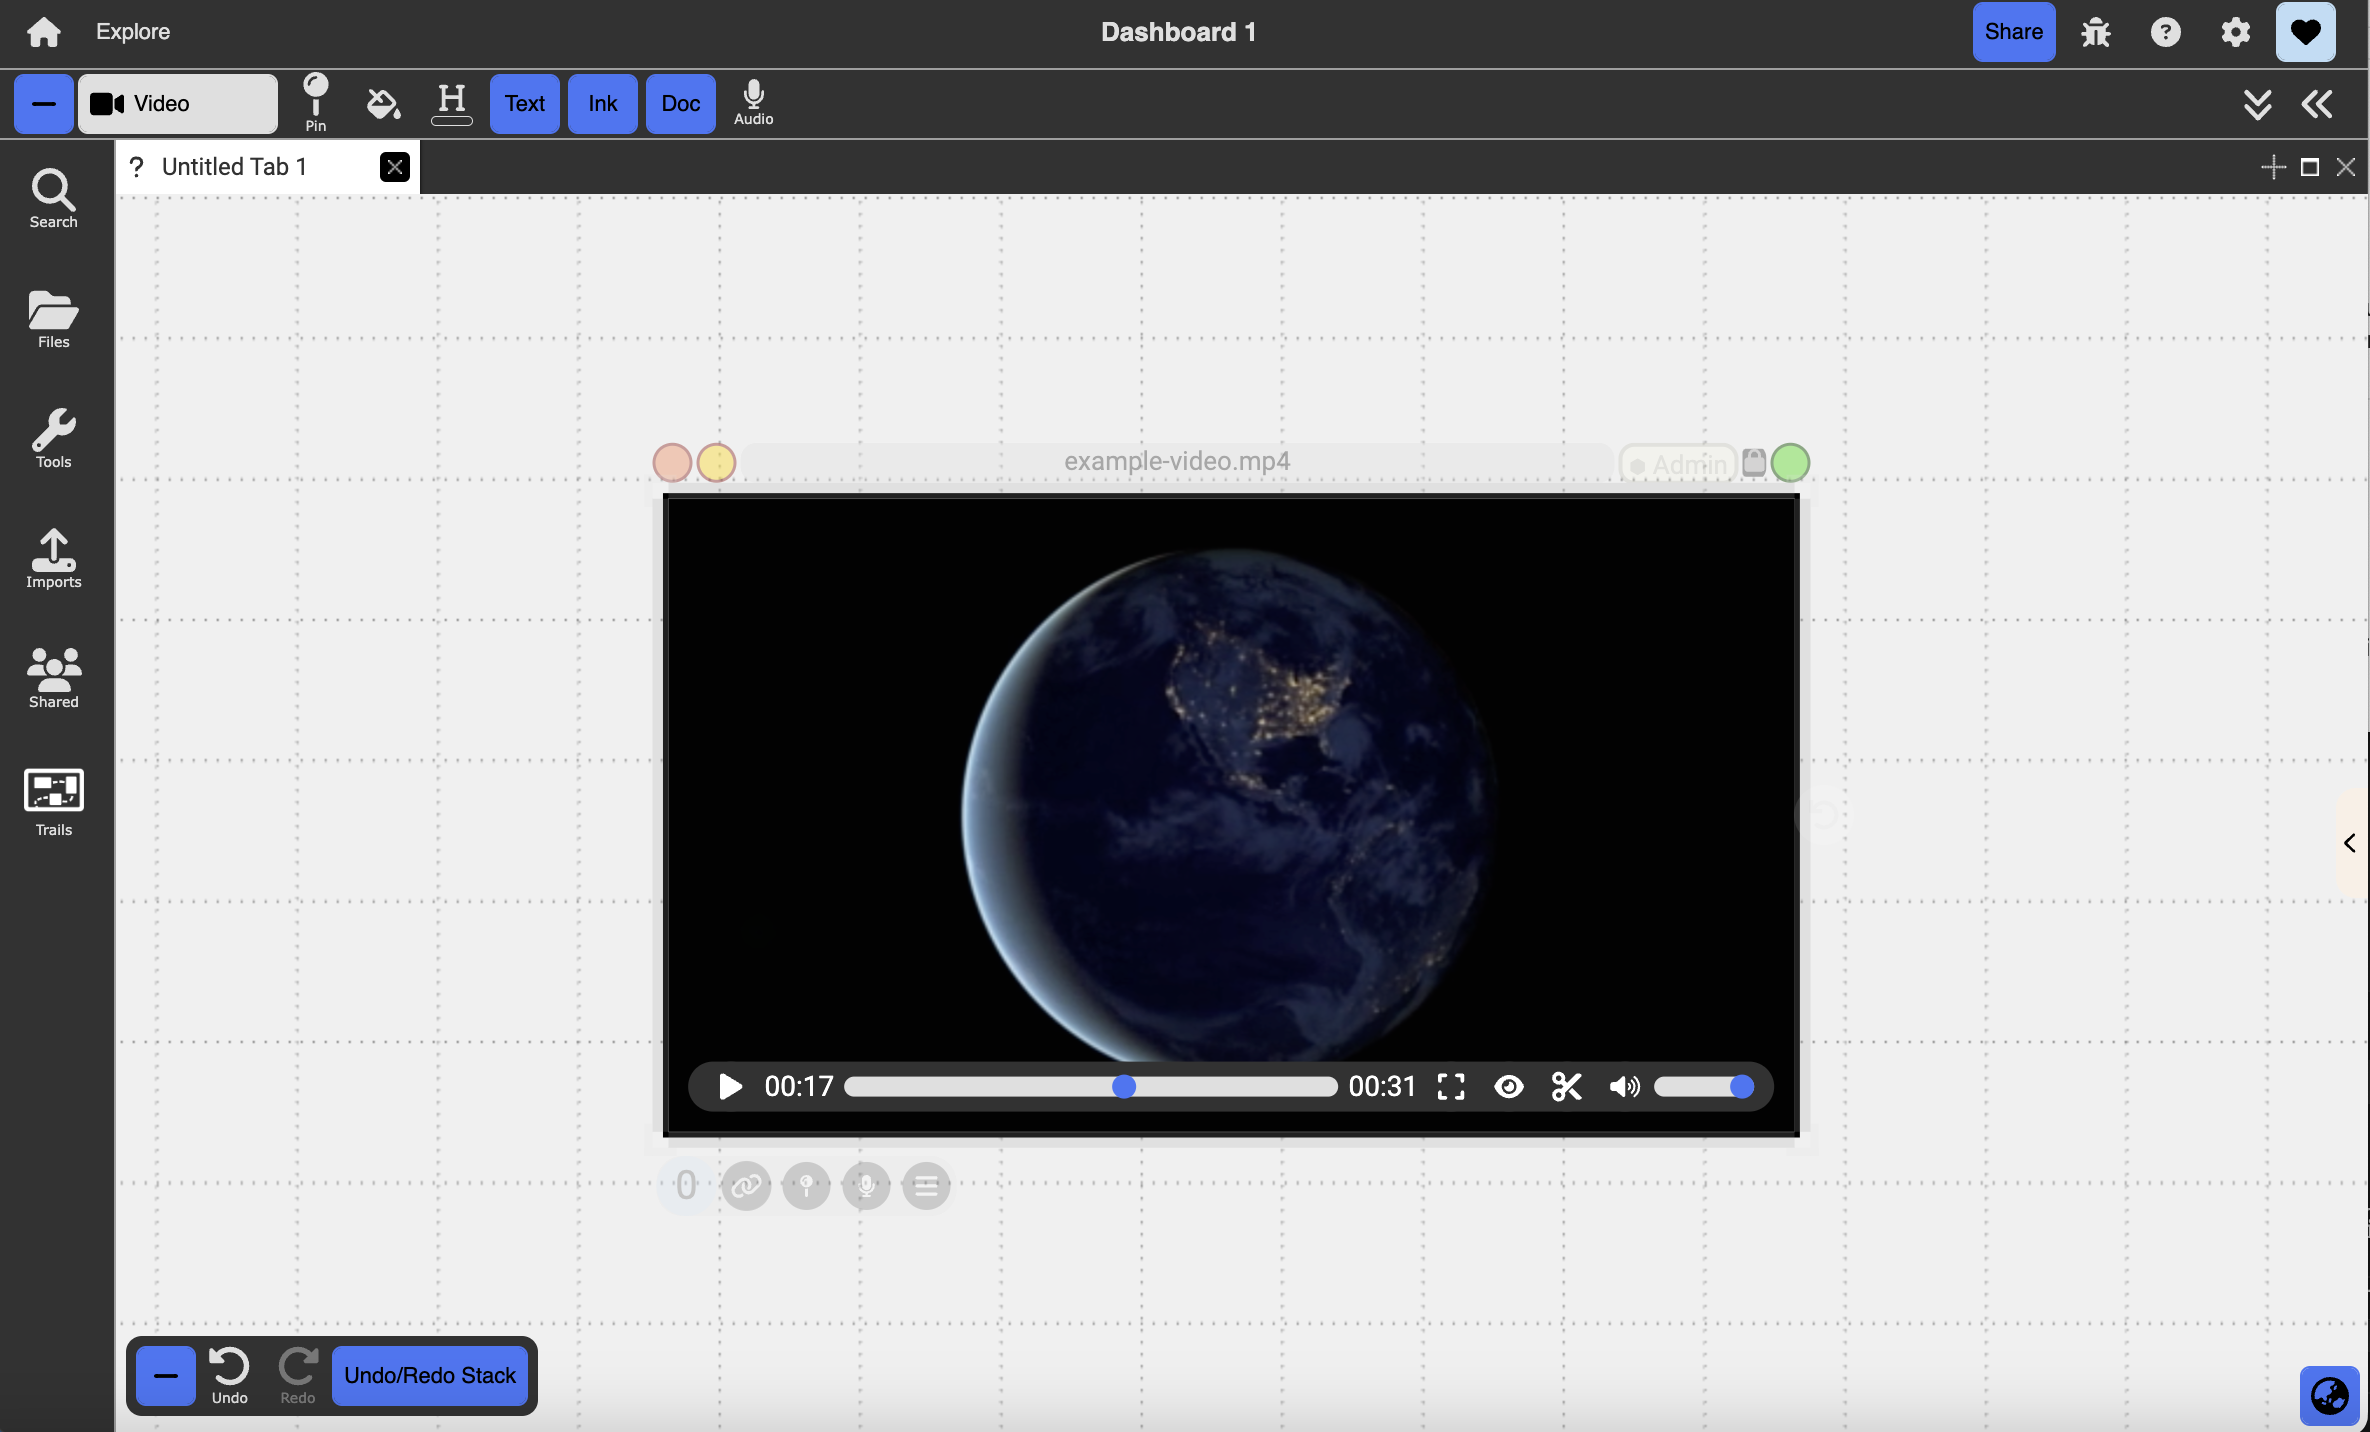 Explore
Dashboard 1
Share
?
Video
Pin
H
Text
Ink
Doc
Audio
? Untitled Tab 1
Search
Files
Tools
Imports
Shared
Trails
example-video.mp4
Admin
00:17
00:31
0
Undo
Redo
Undo/Redo Stack